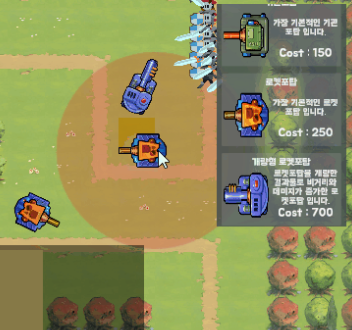 가장 기본적인 기관
포탑 입니다.
Cost : 150
로켓포탑
가장 기본적인 로켓
포탑 입니다.
Cost : 250
개량형 로켓포탑
로켓포탑을 개량한
결과물로 비거리와
데미지가 증가한 로
켓포탑 입니다.
Cost : 700